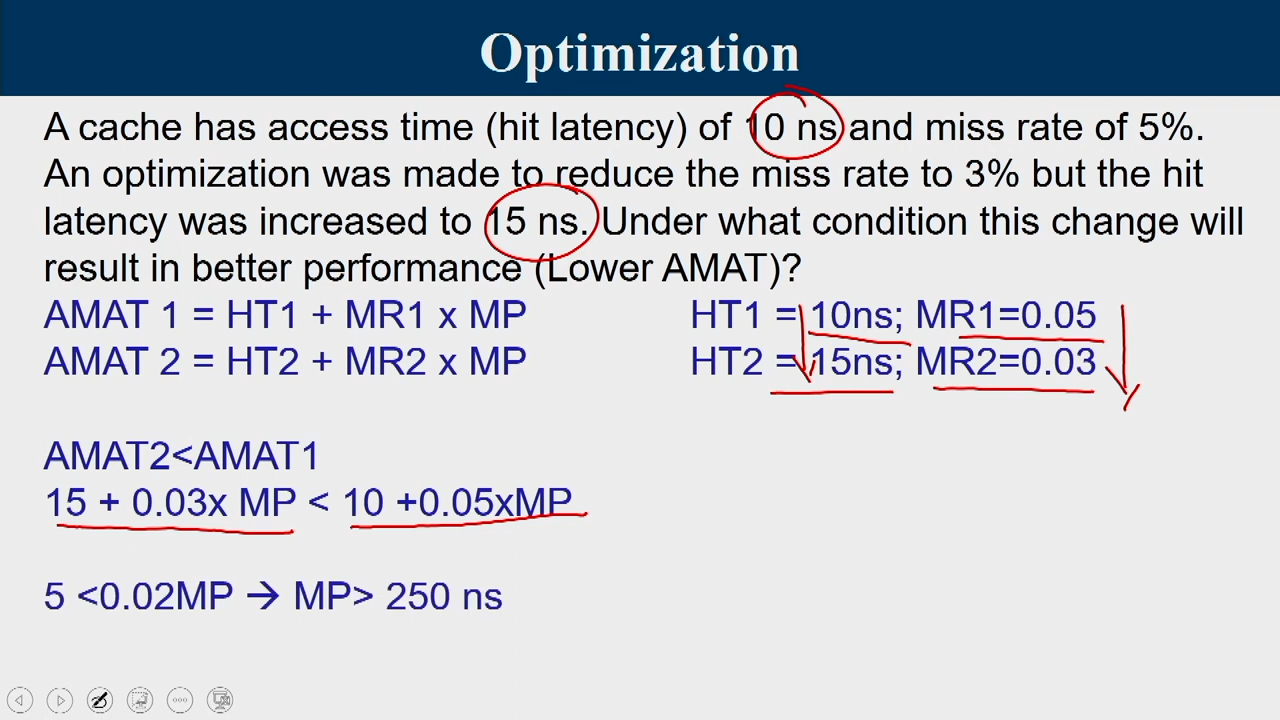 Optimization
A cache has access time (hit latency) of 10 ns and miss rate of 5%.
An optimization was made to reduce the miss rate to 3% but the hit
latency was increased to 15 ns. Under what condition this change will
result in better performance (Lower AMAT)?
AMAT 1 = HT1 + MR1 x MP
HT1 = 10ns; MR1=0.05
AMAT 2 = HT2 + MR2 x MP
HT2 = 15ns; MR2=0.03
AMAT2<AMAT1
15 + 0.03x MP < 10 +0.05xMP
5 <0.02MP → MP> 250 ns